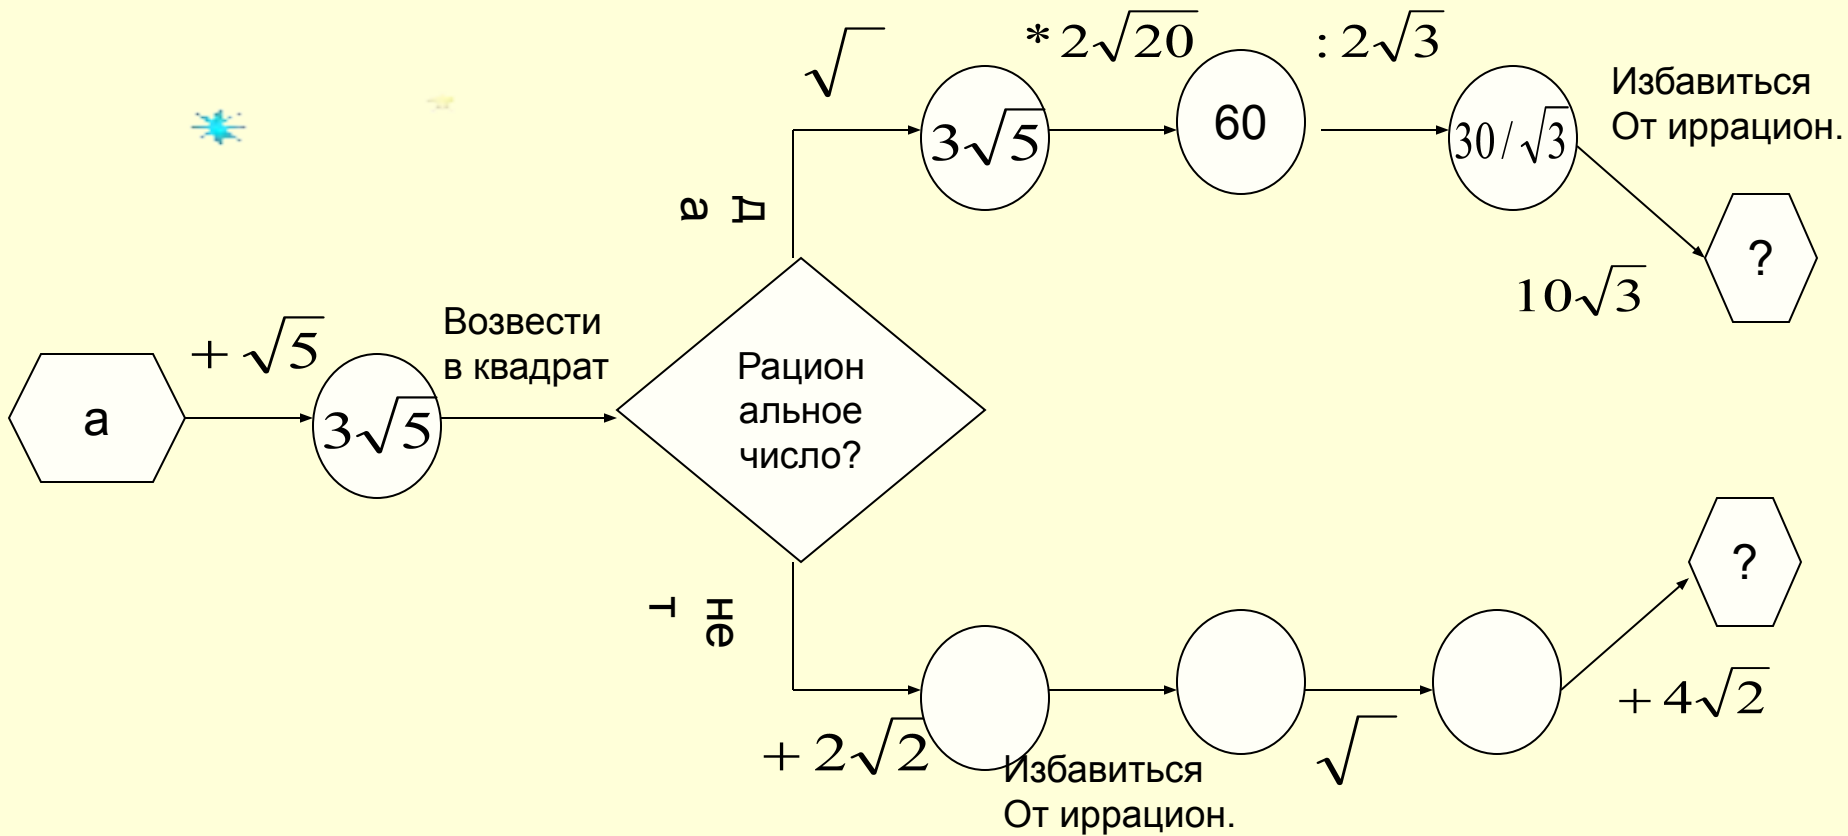 √
* 2√20
: 2√3
Избавиться
От иррацион.
3√5
60
30/√3
?
10√3
д
а
a
+ √5
3√5
Возвести
в квадрат
Рацион
альное
число?
не
т
+ 2√2
Избавиться
От иррацион.
√
+ 4√2
?